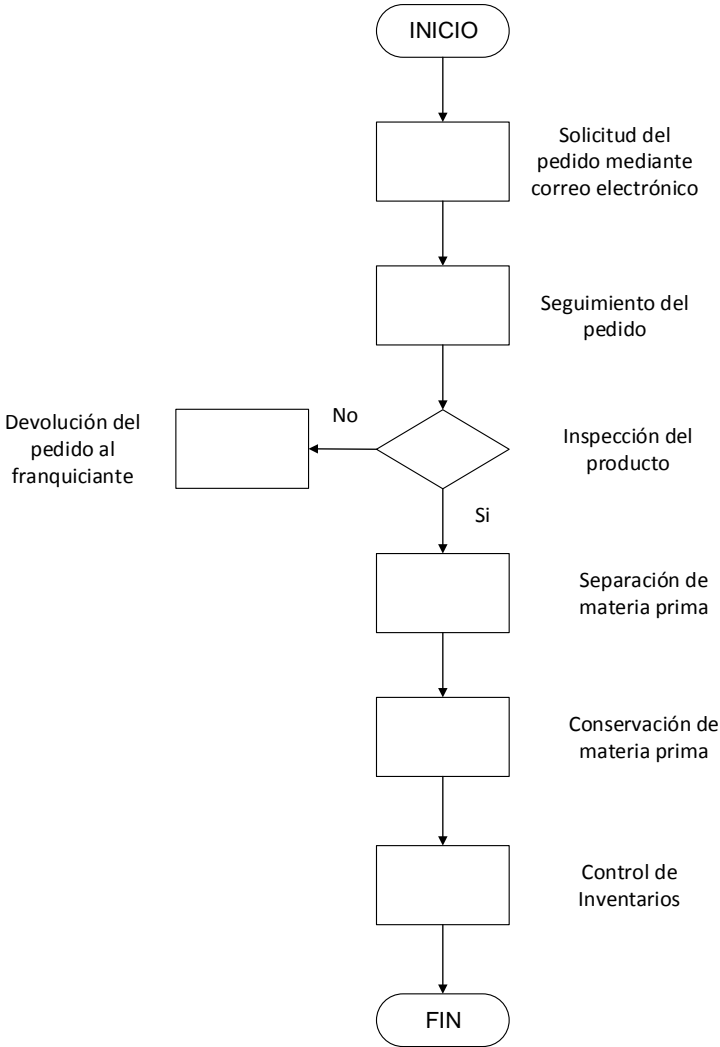 INICIO
Solicitud del
pedido mediante
correo electrónico
Seguimiento del
pedido
Devolución del
pedido al
franquiciante
No
Inspección del
producto
Si
Separación de
materia prima
Conservación de
materia prima
Control de
Inventarios
FIN